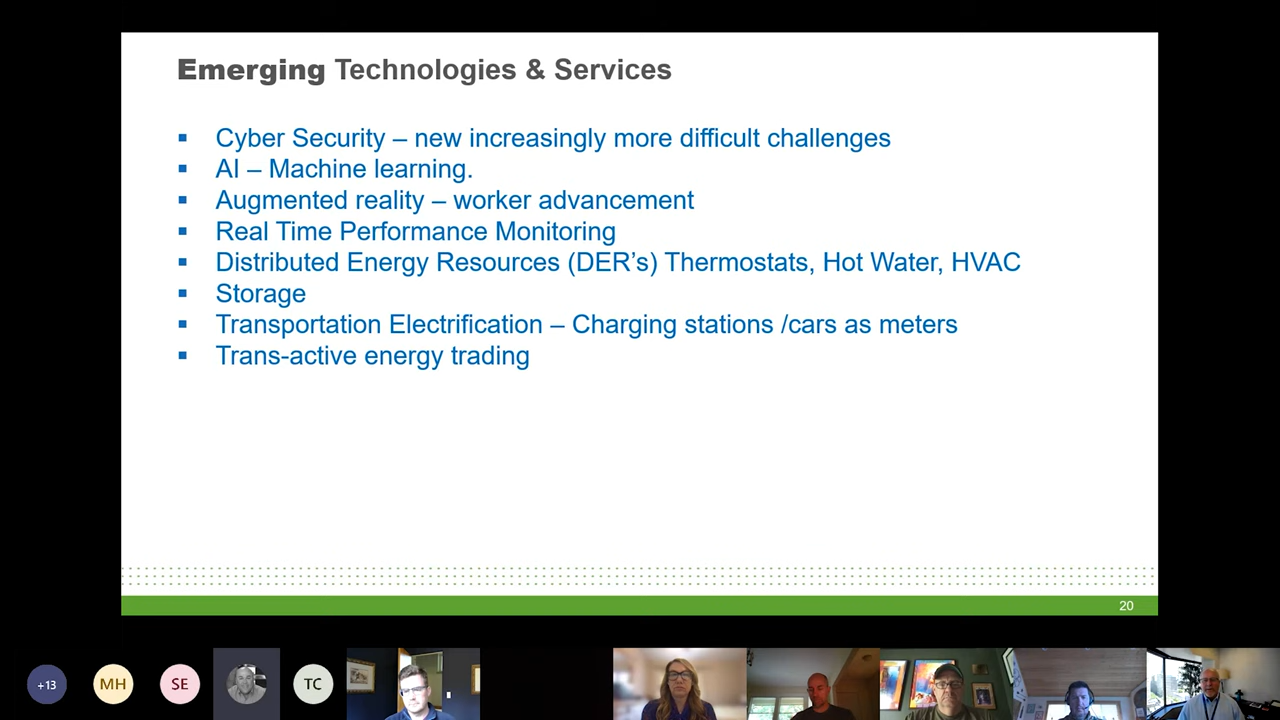 Emerging Technologies & Services
Cyber Security – new increasingly more difficult challenges
AI – Machine learning.
Augmented reality – worker advancement
Real Time Performance Monitoring
Distributed Energy Resources (DER’s) Thermostats, Hot Water, HVAC
Storage
Transportation Electrification – Charging stations /cars as meters
Trans-active energy trading
20
+13
MH
SE
TC